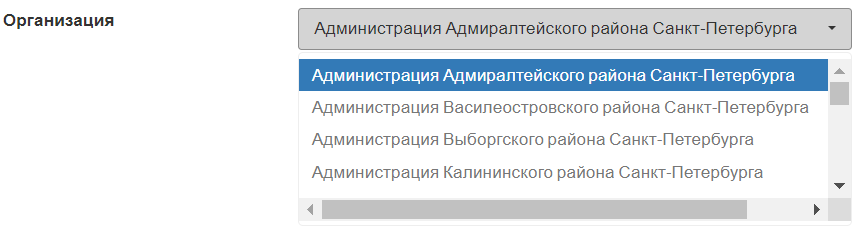 Организация
Администрация Адмиралтейского района Санкт-Петербурга
Администрация Адмиралтейского района Санкт-Петербурга
Администрация Василеостровского района Санкт-Петербурга
Администрация Выборгского района Санкт-Петербурга
Администрация Калининского района Санкт-Петербурга